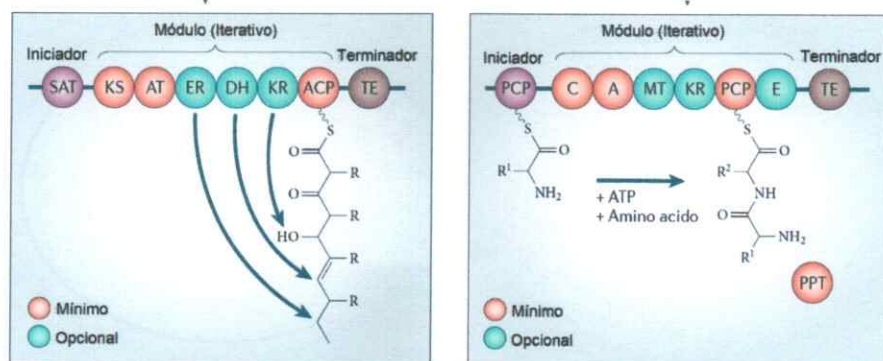 Módulo (Iterativo)
Iniciador
Terminador
SAT KS AT ER DH KR ACP TE
S
O
R
O
R
HO
R
R
Mínimo
Opcional
Módulo (Iterativo)
Iniciador
Terminador
PCP C A MT KR PCP E TE
S
O
R¹
NH₂
+ ATP
+ Amino acido
S
O
R²
NH
O
NH₂
R¹
PPT
Mínimo
Opcional